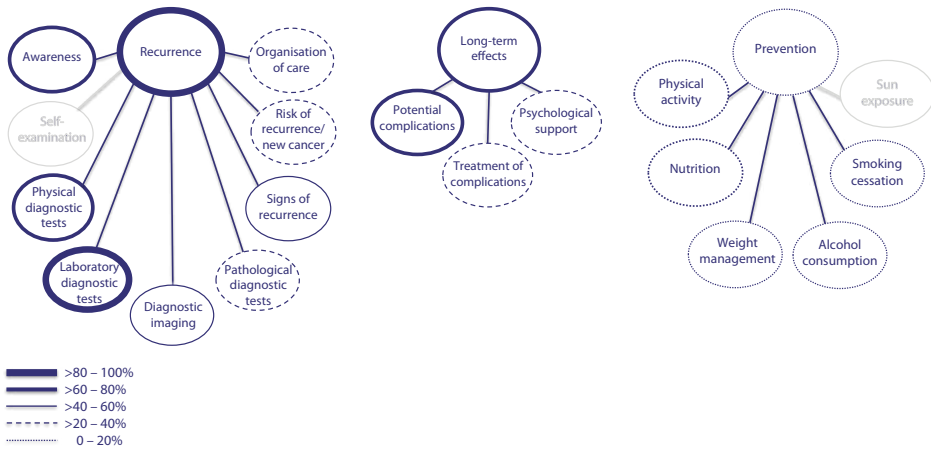 Recurrence
Awareness
Self-
examination
Physical
diagnostic
tests
Laboratory
diagnostic
tests
Diagnostic
imaging
Pathological
diagnostic
tests
Signs of
recurrence
Risk of
recurrence/
new cancer
Organisation
of care
Long-term
effects
Potential
complications
Treatment of
complications
Psychological
support
Prevention
Physical
activity
Nutrition
Weight
management
Alcohol
consumption
Smoking
cessation
Sun
exposure
>80 – 100%
>60 – 80%
>40 – 60%
>20 – 40%
0 – 20%